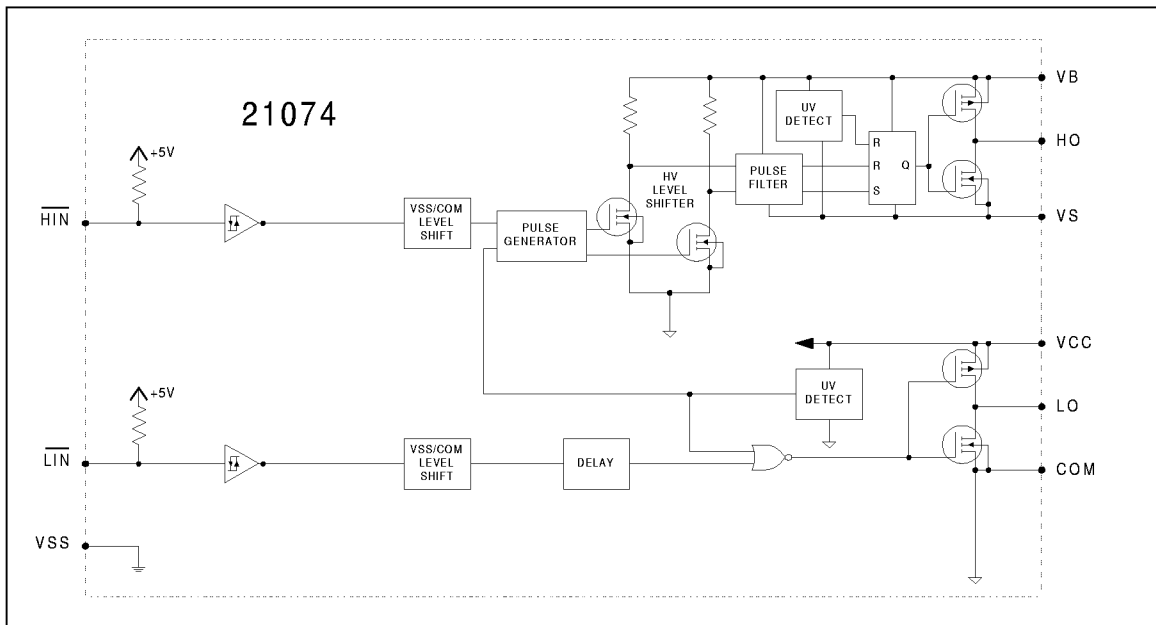 21074
VB
UV
DETECT
+5V
HO
R
R Q
S
PULSE
FILTER
HV
LEVEL
SHIFTER
HIN
VSS/COM
LEVEL
SHIFT
PULSE
GENERATOR
VS
VCC
UV
DETECT
+5V
LO
LIN
VSS/COM
LEVEL
SHIFT
DELAY
COM
VSS